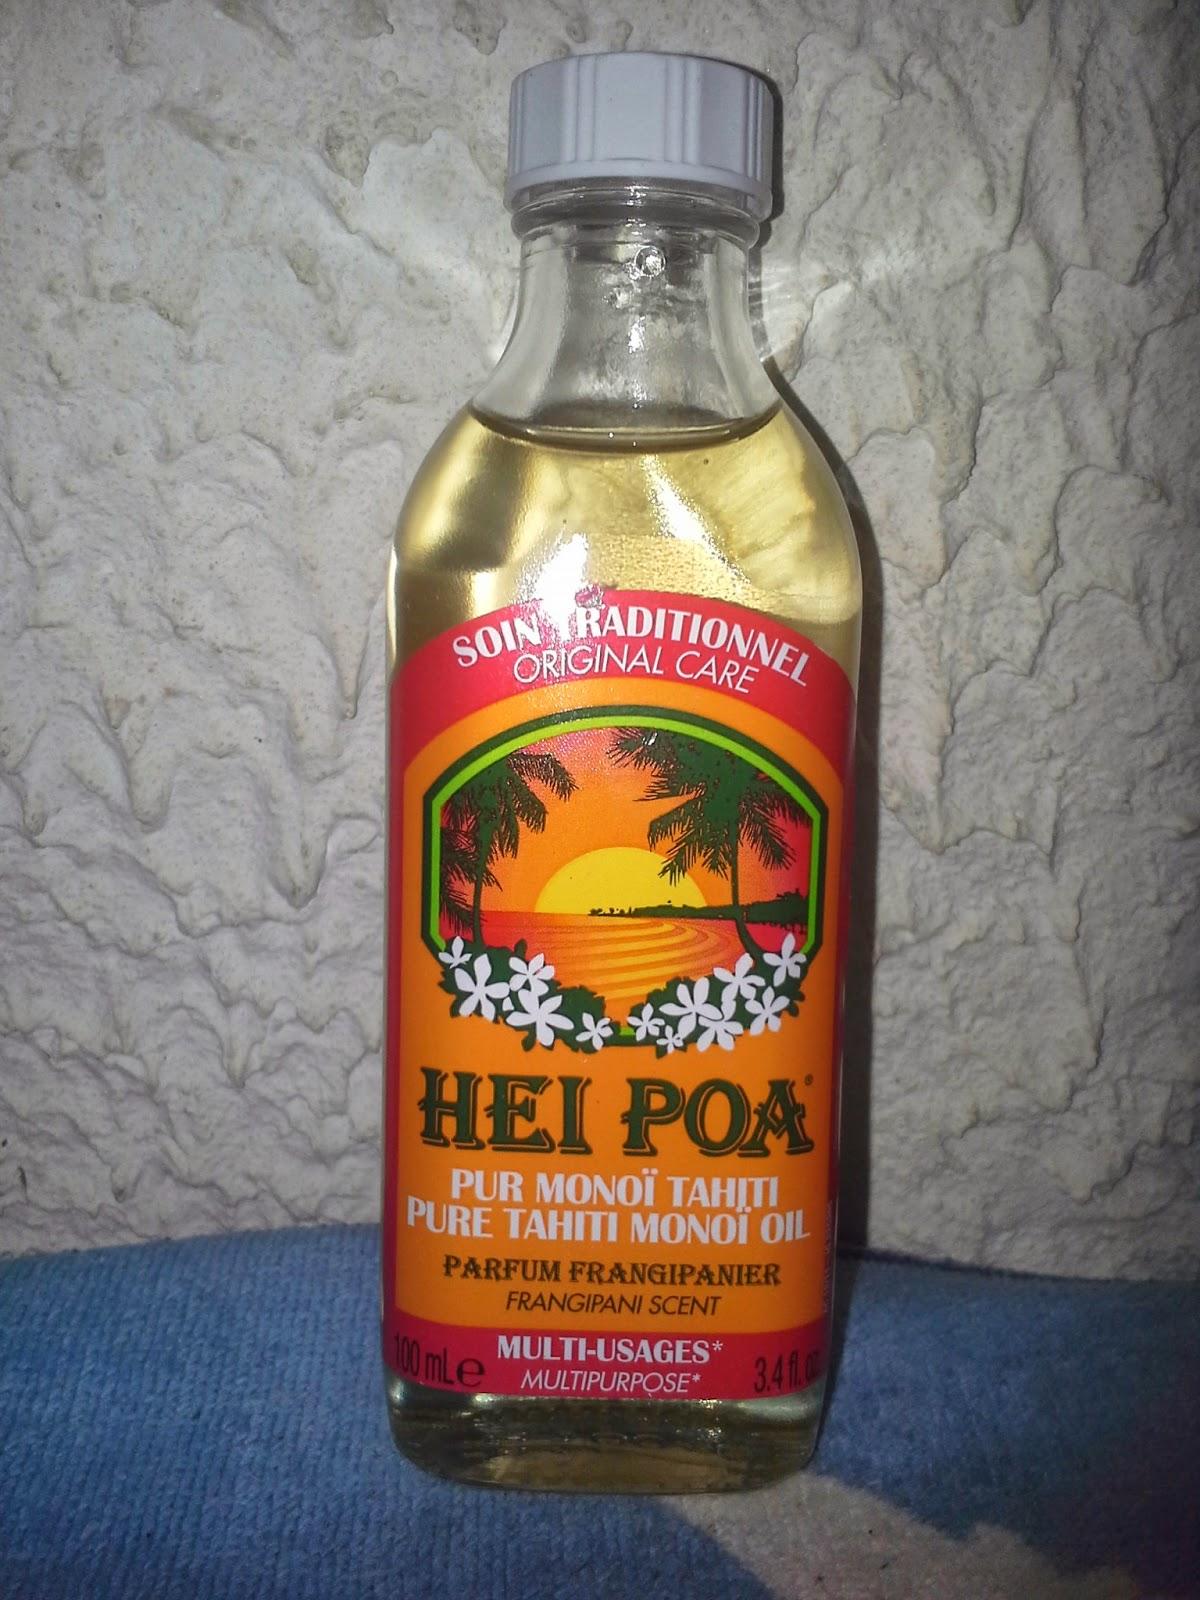 SOIN TRADITIONNEL
ORIGINAL CARE
HEI POA®
PUR MONOÏ TAHITI
PURE TAHITI MONOÏ OIL
PARFUM FRANGIPANIER
FRANGIPANI SCENT
MULTI-USAGES*
MULTIPURPOSE*
100 mL ℮
3.4 fl. oz